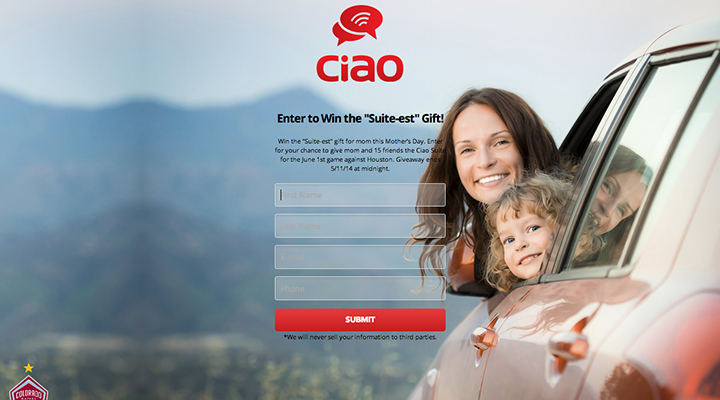 ciao
Enter to Win the "Suite-est" Gift!
Win the "Suite-est" gift for mom this Mother's Day. Enter
for your chance to give mom and 15 friends the Ciao Suite
for the June 1st game against Houston. Giveaway ends
5/11/14 at midnight.
First Name
Last Name
Email
Phone
SUBMIT
*We will never sell your information to third parties.
COLORADO